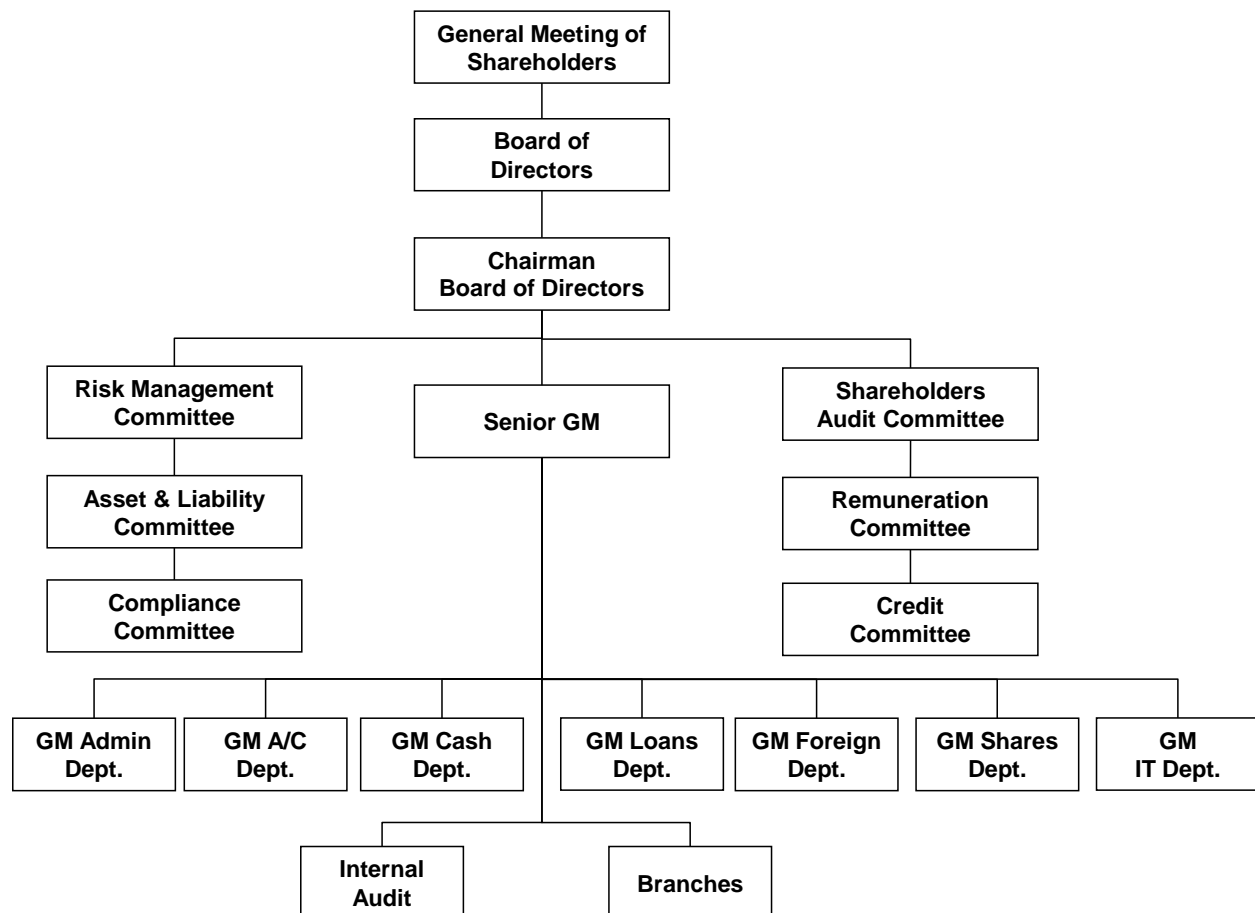 General Meeting of
Shareholders
Board of
Directors
Chairman
Board of Directors
Risk Management
Committee
Senior GM
Shareholders
Audit Committee
Asset & Liability
Committee
Remuneration
Committee
Compliance
Committee
Credit
Committee
GM Admin
Dept.
GM A/C
Dept.
GM Cash
Dept.
GM Loans
Dept.
GM Foreign
Dept.
GM Shares
Dept.
GM
IT Dept.
Internal
Audit
Branches